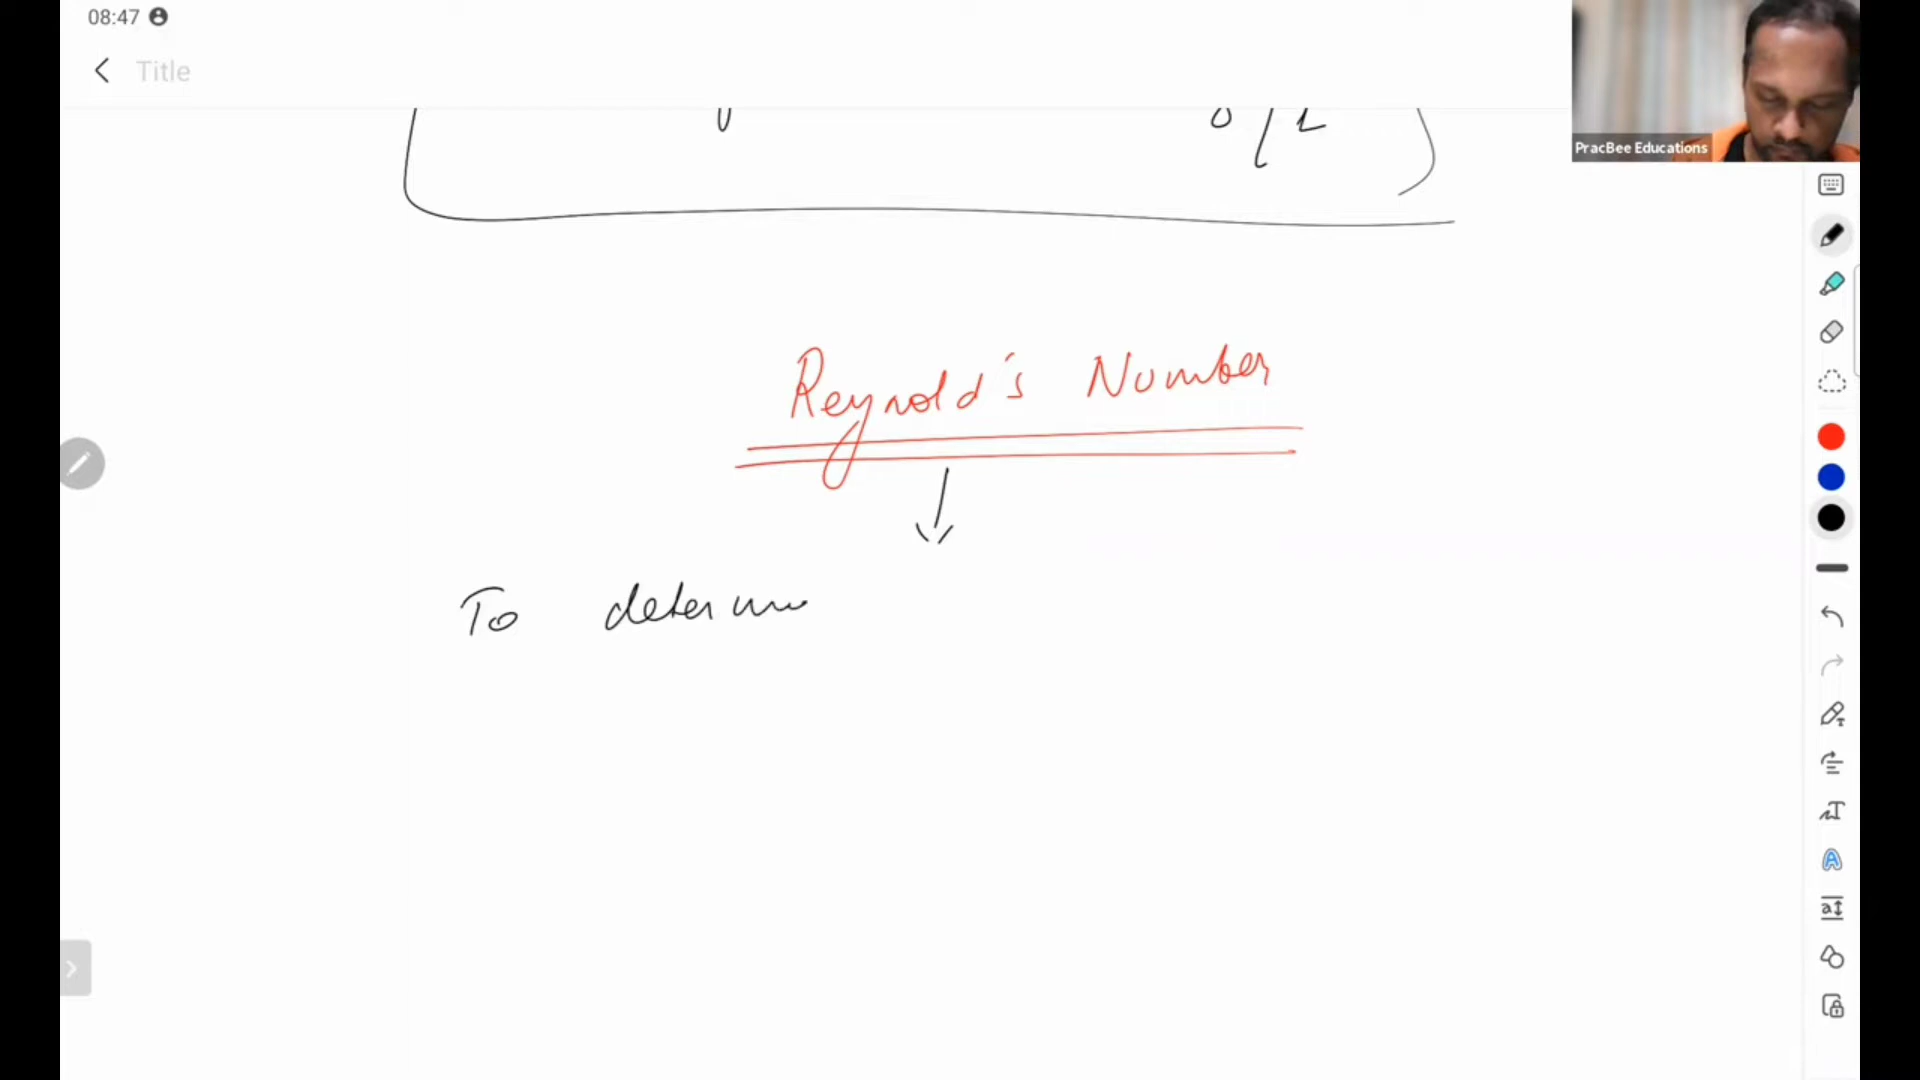 08:47
Title
PracBee Educations
Reynold's Number
To determ